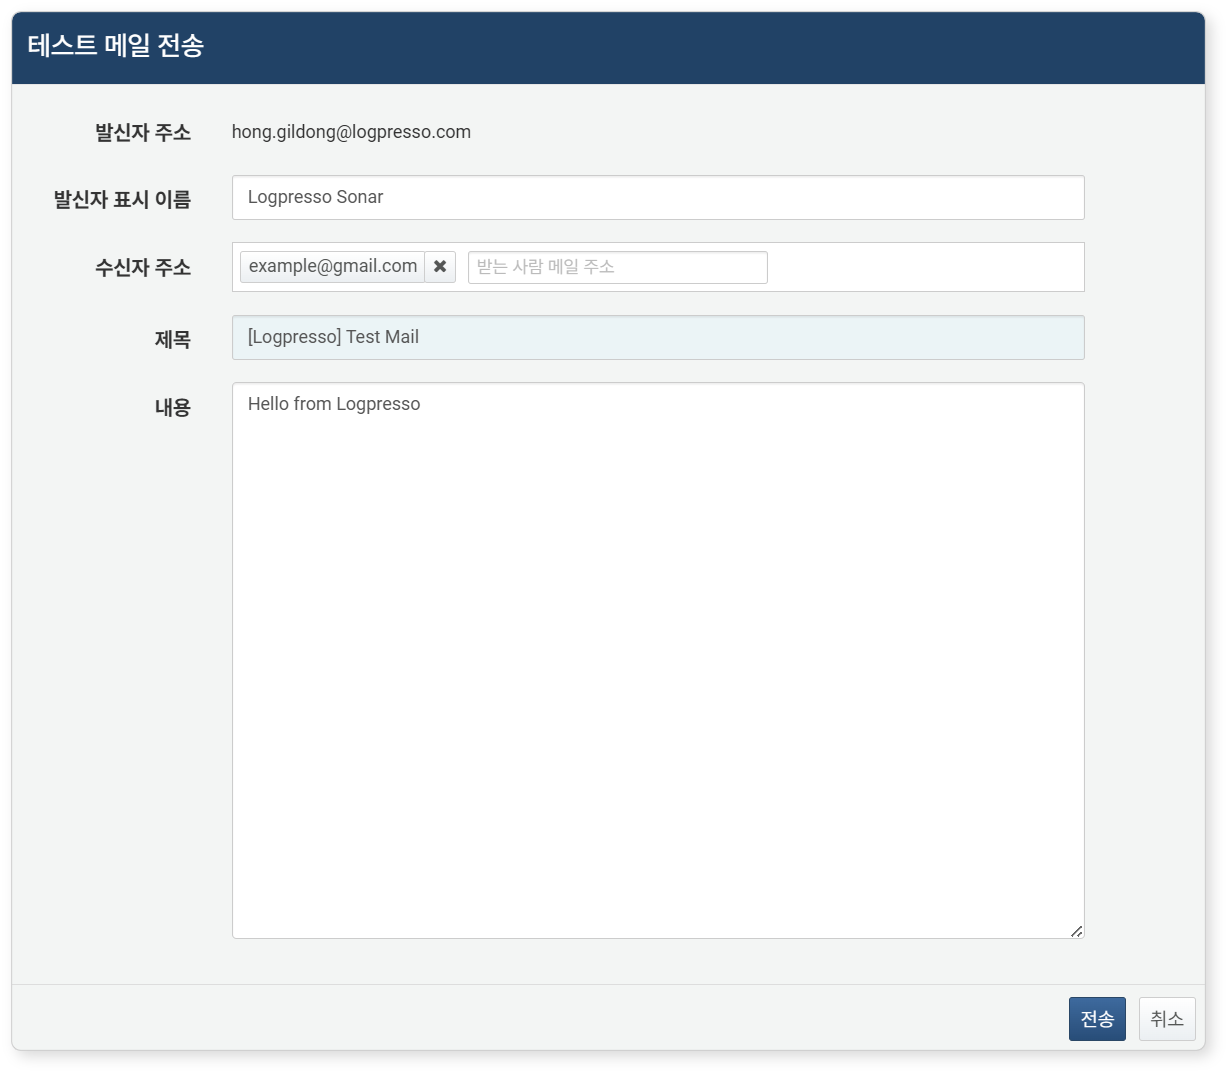 테스트 메일 전송
발신자 주소 hong.gildong@logpresso.com
발신자 표시 이름 Logpresso Sonar
수신자 주소 example@gmail.com 받는 사람 메일 주소
제목 [Logpresso] Test Mail
내용 Hello from Logpresso
전송 취소